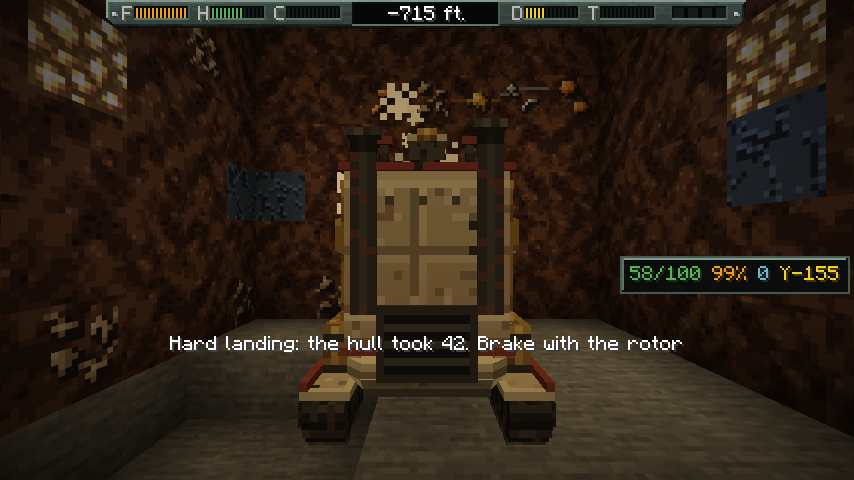 F H C -715 ft. D T
58/100 99% 0 Y-155
Hard landing: the hull took 42. Brake with the rotor